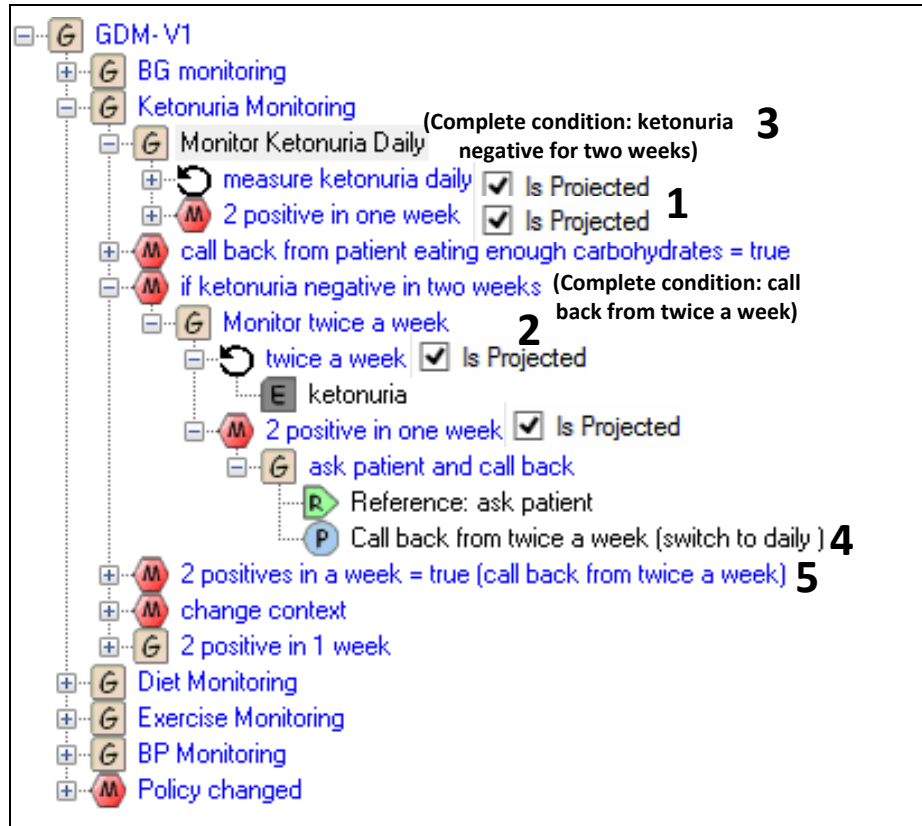 G GDM- V1
G BG monitoring
G Ketonuria Monitoring
G Monitor Ketonuria Daily (Complete condition: ketonuria negative for two weeks) 3
measure ketonuria daily Is Projected
M 2 positive in one week Is Projected 1
M call back from patient eating enough carbohydrates = true
M if ketonuria negative in two weeks (Complete condition: call back from twice a week)
G Monitor twice a week 2
twice a week Is Projected
E ketonuria
M 2 positive in one week Is Projected
G ask patient and call back
R Reference: ask patient
P Call back from twice a week (switch to daily ) 4
M 2 positives in a week = true (call back from twice a week) 5
M change context
G 2 positive in 1 week
G Diet Monitoring
G Exercise Monitoring
G BP Monitoring
M Policy changed